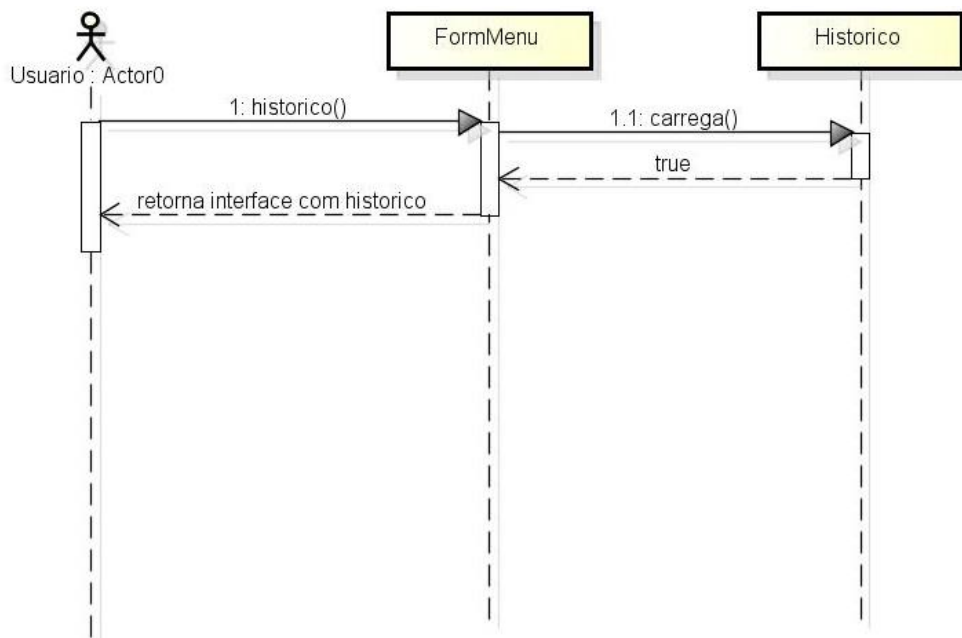 FormMenu
Historico
Usuario : Actor0
1: historico()
1.1: carrega()
true
retorna interface com historico